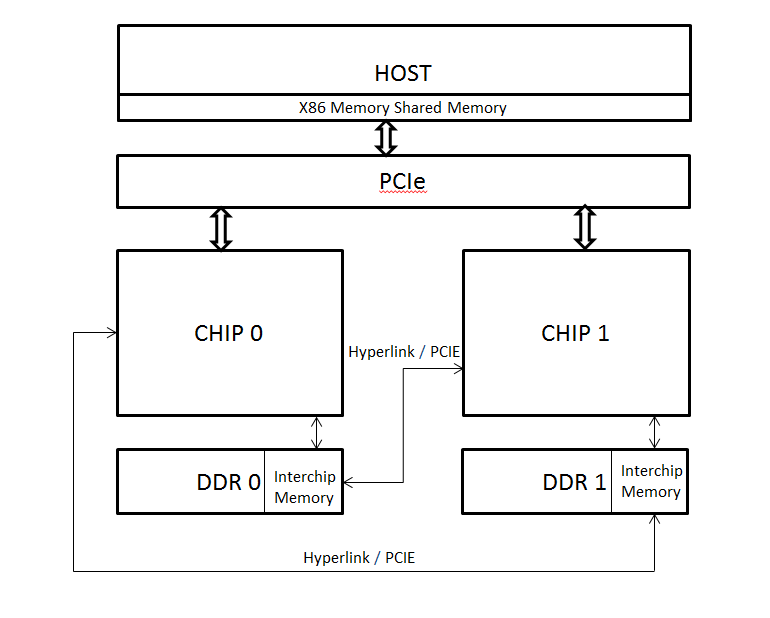 HOST
X86 Memory Shared Memory
PCIe
CHIP 0
CHIP 1
Hyperlink / PCIE
DDR 0
Interchip
Memory
DDR 1
Interchip
Memory
Hyperlink / PCIE